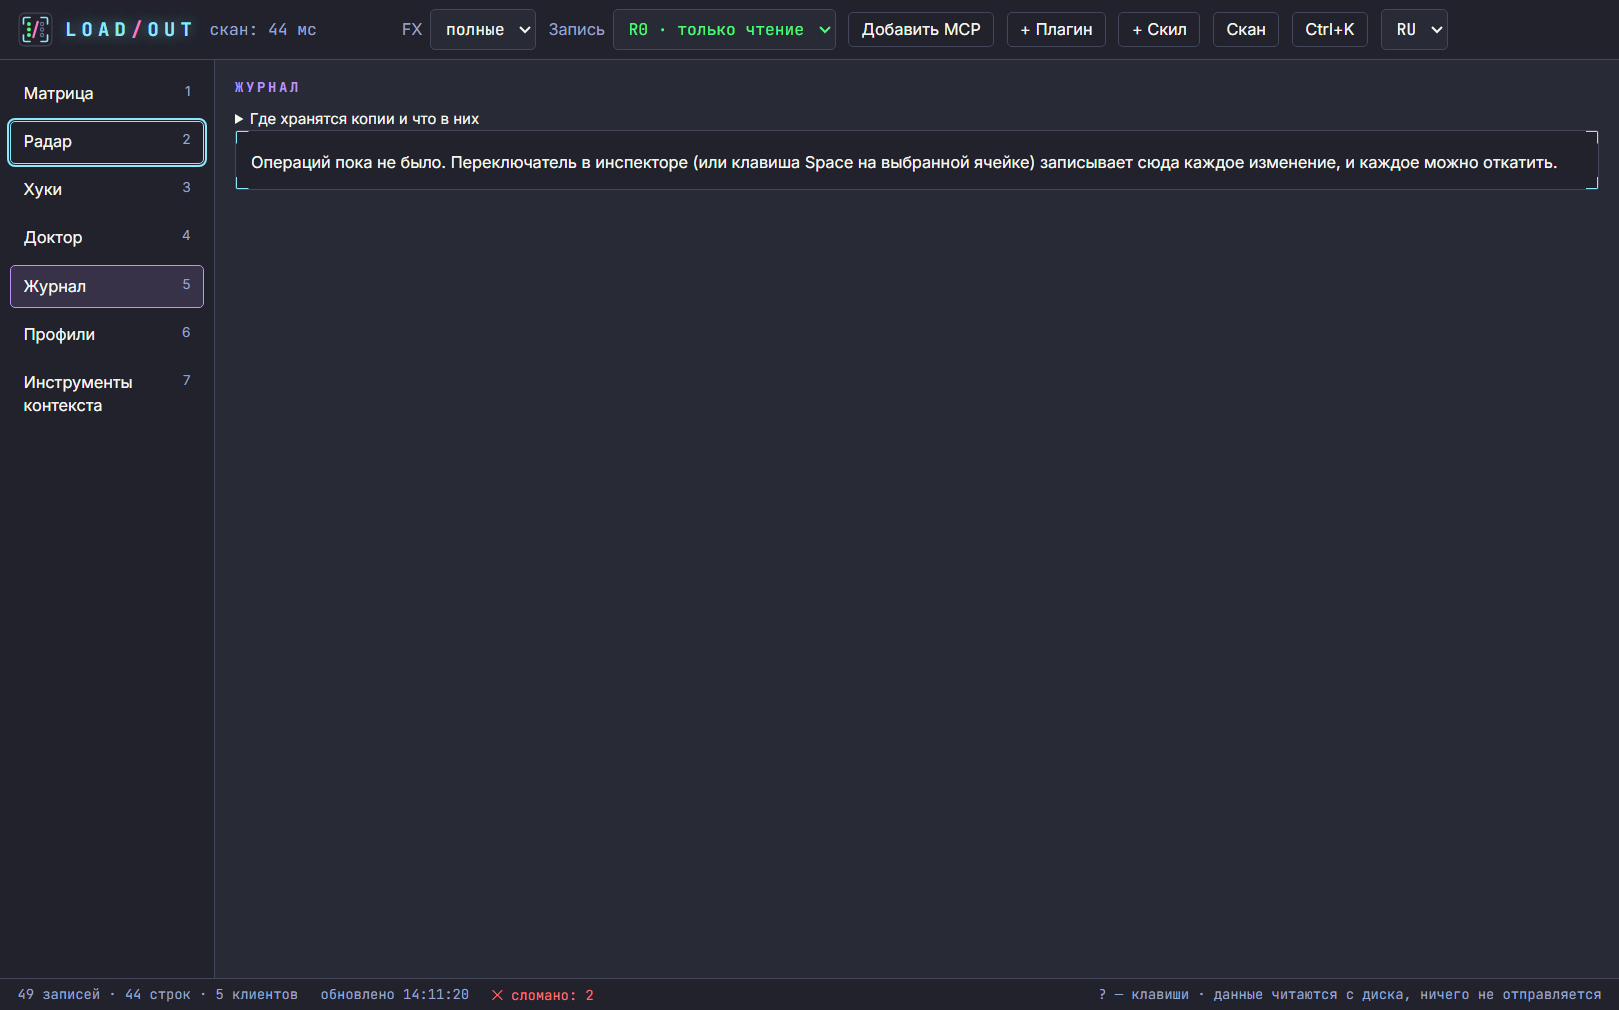 LOAD/OUT скан: 44 мс FX полные Запись R0 · только чтение Добавить MCP + Плагин + Скил Скан Ctrl+K RU
Матрица 1
Радар 2
Хуки 3
Доктор 4
Журнал 5
Профили 6
Инструменты контекста 7
ЖУРНАЛ
Где хранятся копии и что в них
Операций пока не было. Переключатель в инспекторе (или клавиша Space на выбранной ячейке) записывает сюда каждое изменение, и каждое можно откатить.
49 записей · 44 строк · 5 клиентов обновлено 14:11:20 сломано: 2 ? — клавиши · данные читаются с диска, ничего не отправляется